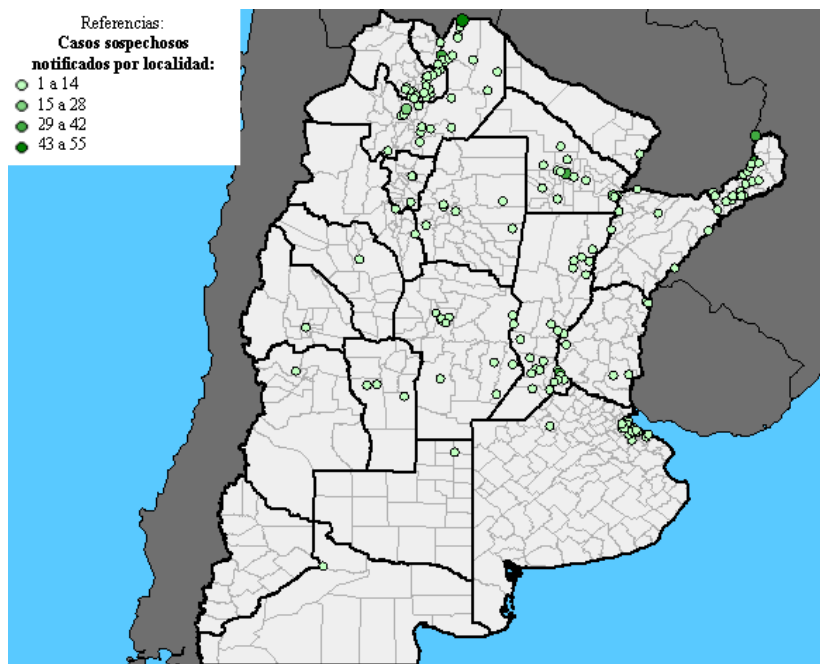 Referencias:
Casos sospechosos
notificados por localidad:
1 a 14
15 a 28
29 a 42
43 a 55